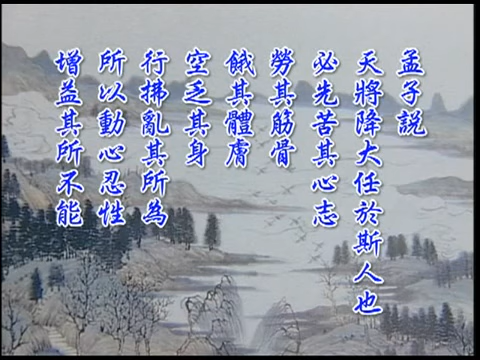 孟子說
天將降大任於斯人也
必先苦其心志
勞其筋骨
餓其體膚
空乏其身
行拂亂其所為
所以動心忍性
增益其所不能